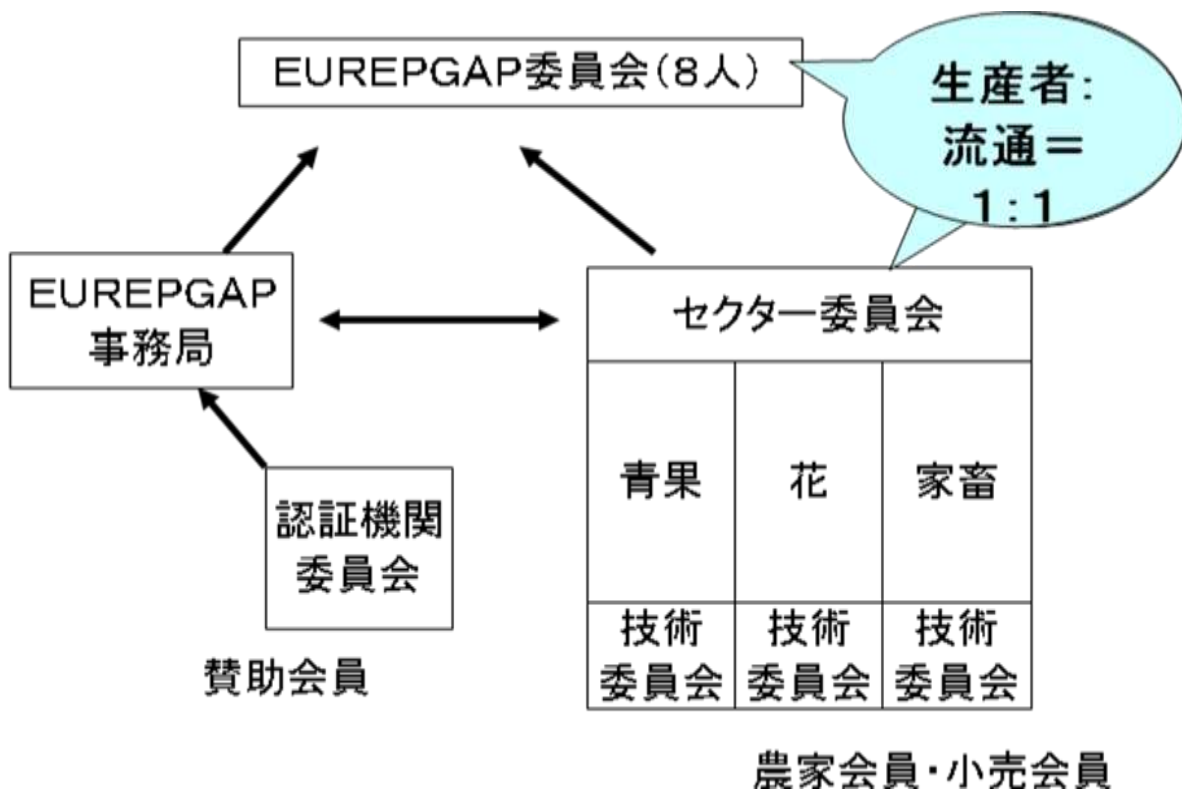 EUREPGAP委員会(8人)
生産者:
流通=
1:1
EUREPGAP
事務局
セクター委員会
青果
花
家畜
認証機関
委員会
技術
委員会
技術
委員会
技術
委員会
賛助会員
農家会員・小売会員